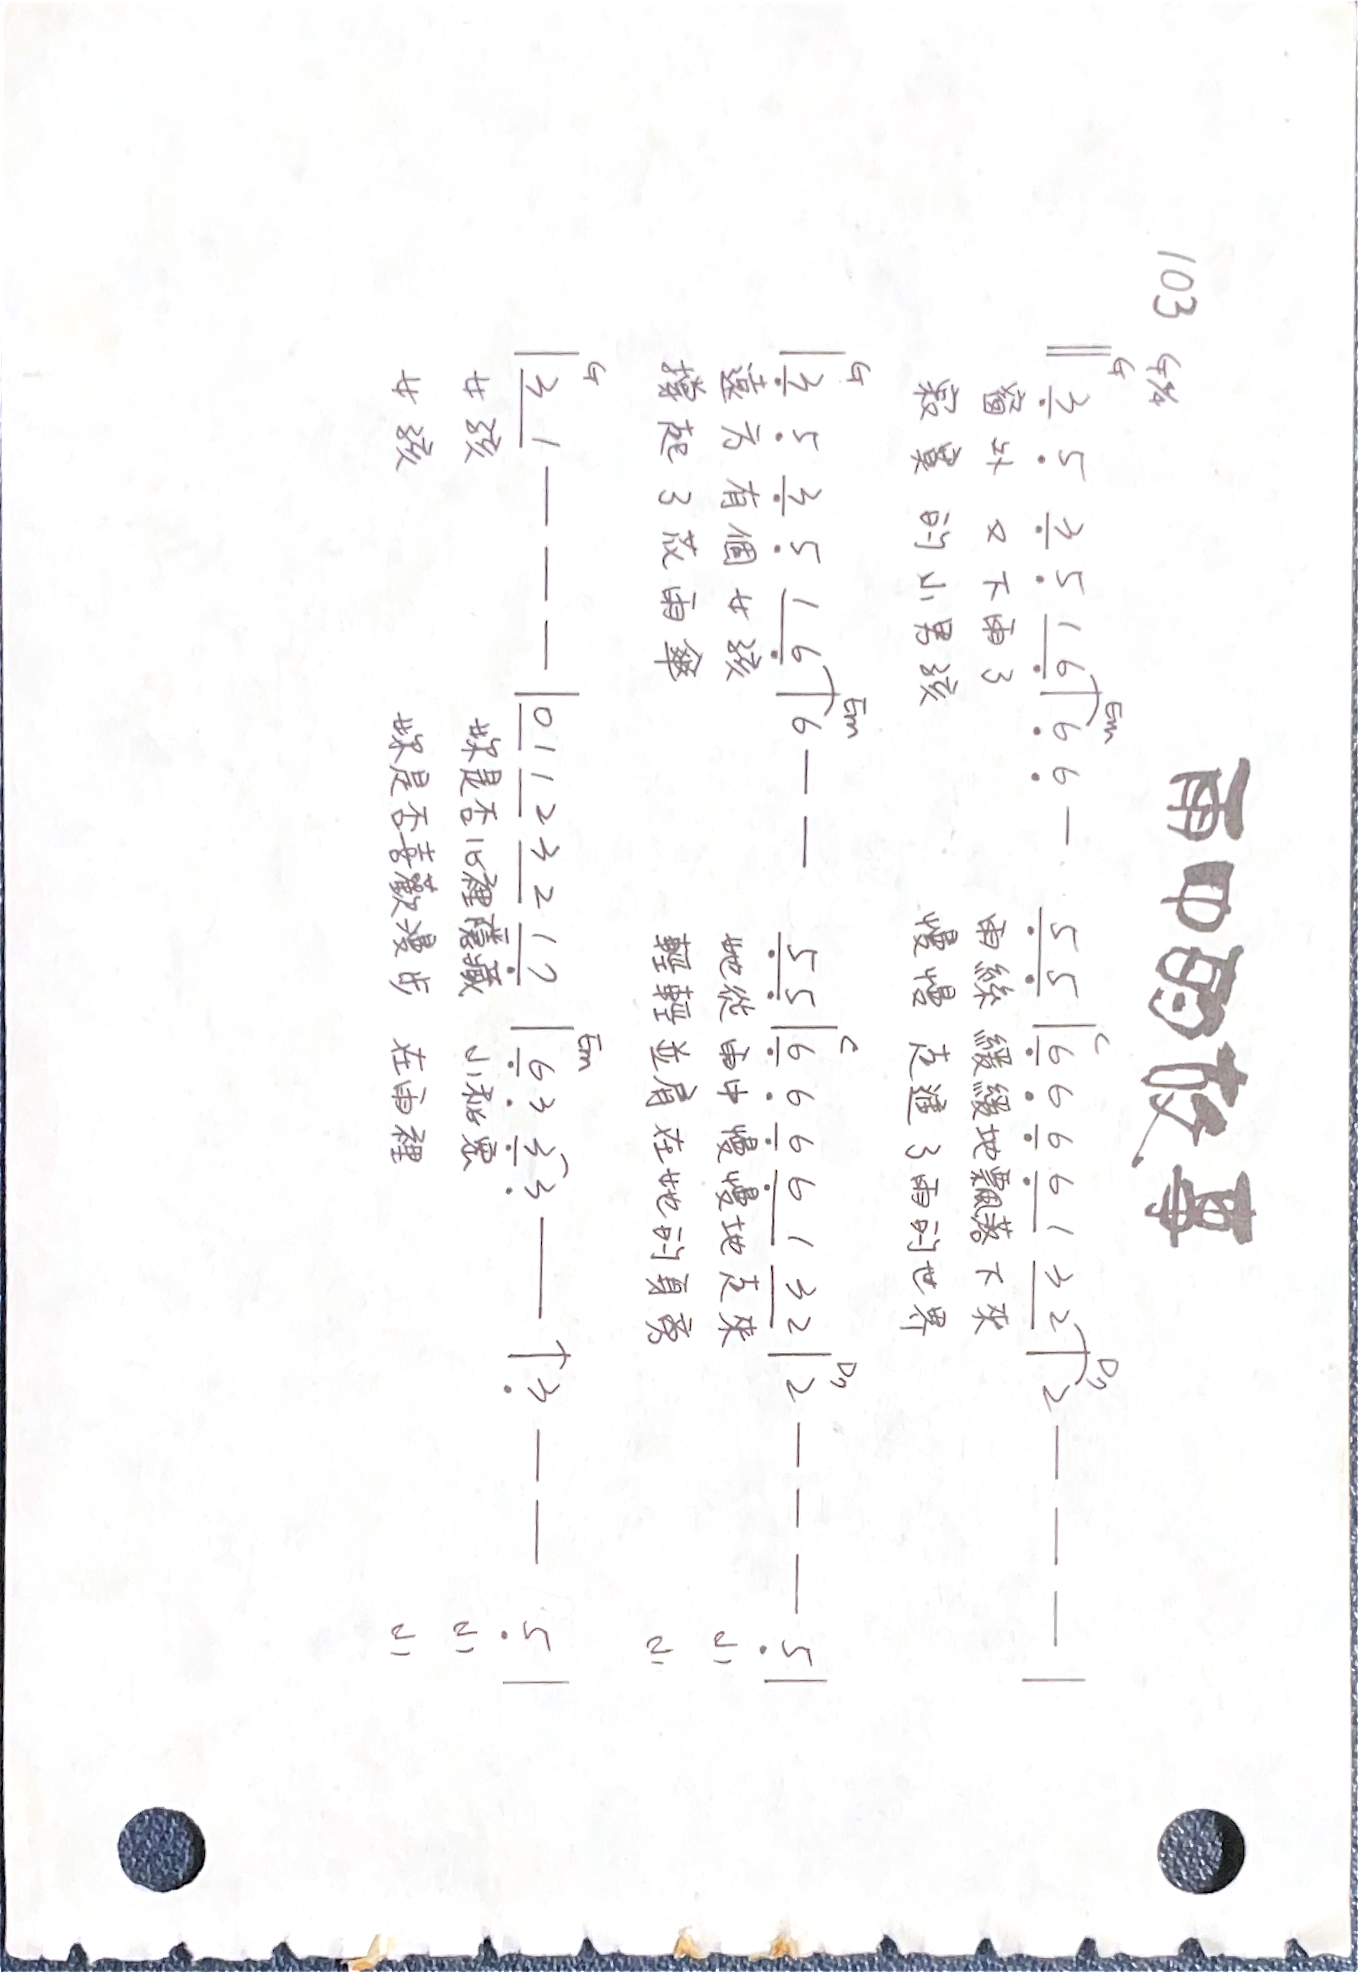 雨中的故事
103 G 4/4
G Em C D7
‖ 3 5 3 5 1 6 | 6 6 — 5 5 | 6 6 6 6 1 3 2 | 2 — — — |
窗外 又下雨了 雨絲緩緩地飄落下來
寂寞 的小男孩 慢慢走進了雨的世界
G Em C D7
| 3 5 3 5 1 6 | 6 — — 5 5 | 6 6 6 6 1 3 2 | 2 — — — 5 |
遠方有個女孩 她從雨中慢慢地走來 小
撐起了花雨傘 輕輕並肩在她的身旁 小
G Em
| 3 1 — — — | 0 1 1 2 3 2 1 7 | 6 3 3 3 — | 3 — — 5 |
女孩 妳是否心裡隱藏 小秘密 小
女孩 妳是否喜歡漫步 在雨裡 小